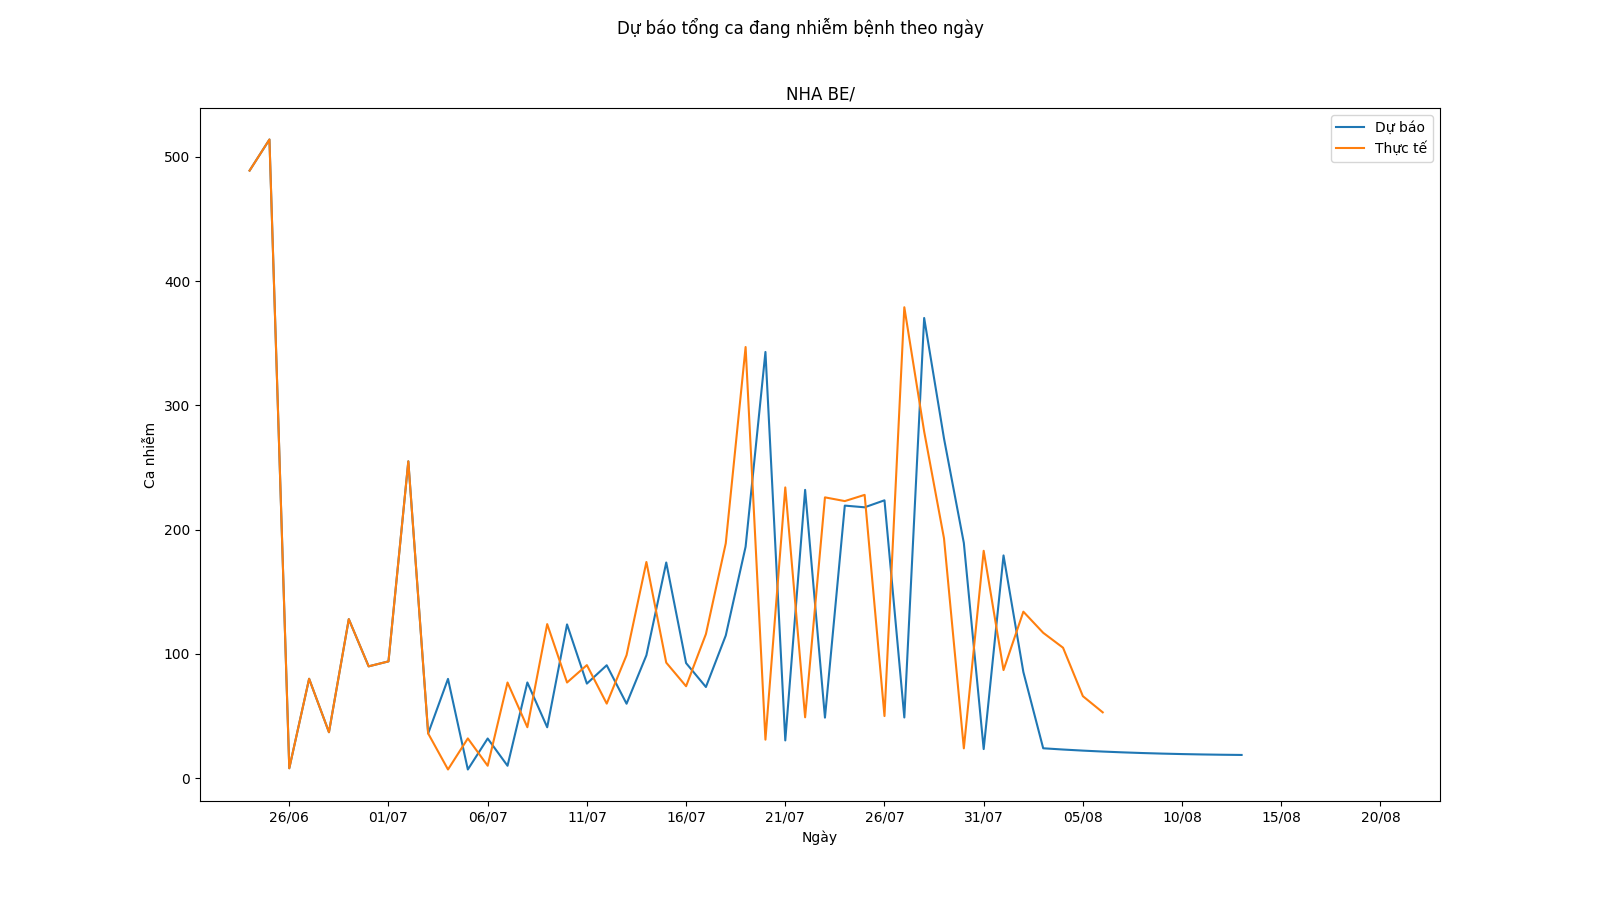 Dự báo tổng ca đang nhiễm bệnh theo ngày
NHA BE/
Dự báo
Thực tế
500
400
300
200
100
0
Ca nhiễm
26/06 01/07 06/07 11/07 16/07 21/07 26/07 31/07 05/08 10/08 15/08 20/08
Ngày